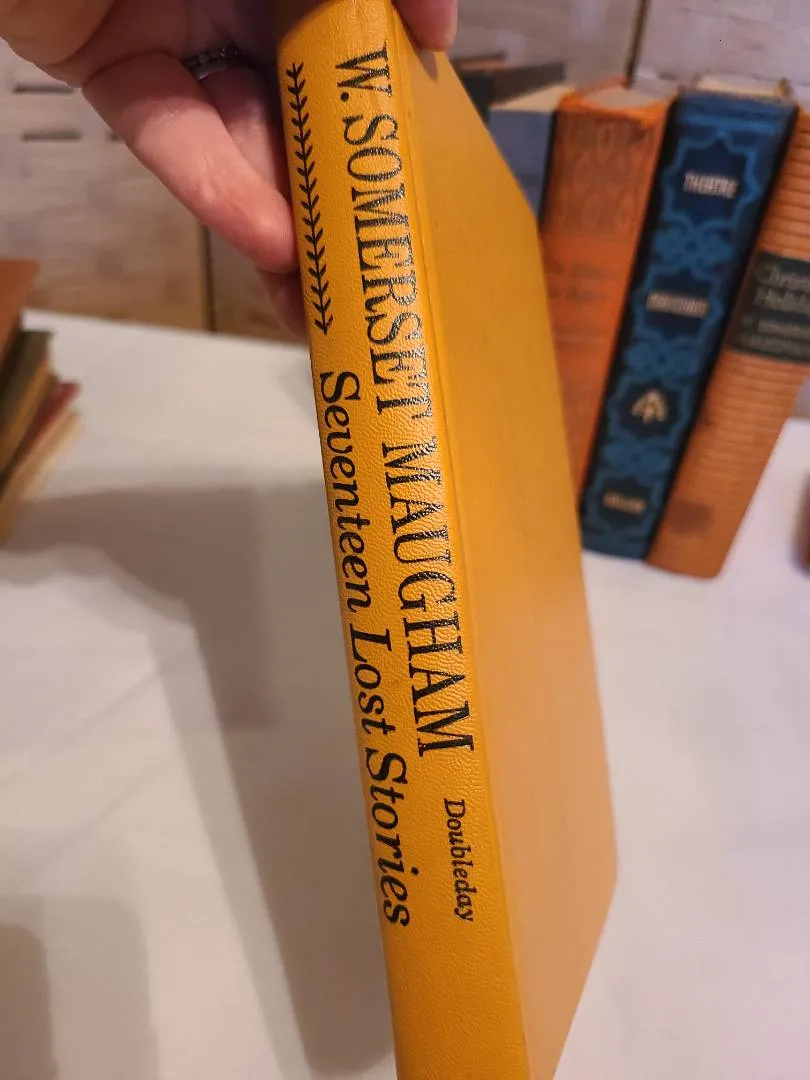 W. SOMERSET MAUGHAM
Seventeen Lost Stories
Doubleday
THEATRE